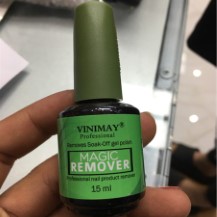 VINIMAY®
Professional
Removes Soak-Off gel polish
MAGIC
REMOVER
Professional nail product remover
15 ml